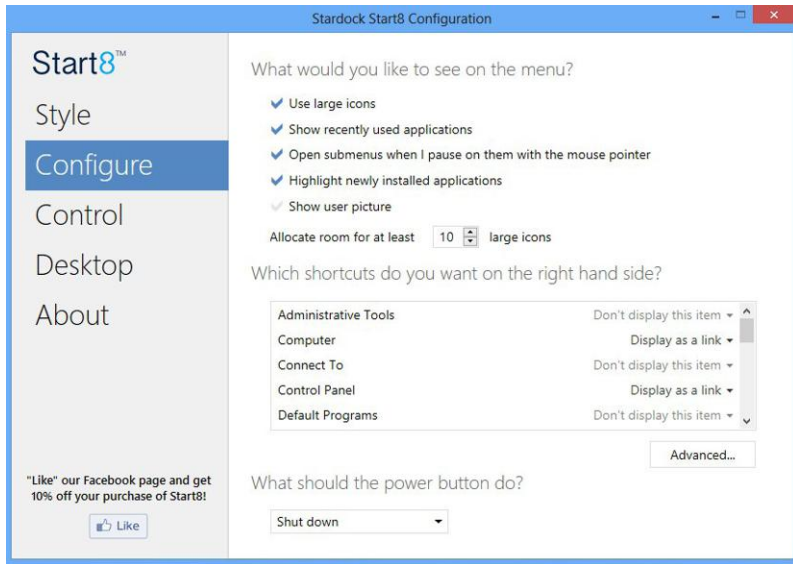 Stardock Start8 Configuration
Start8™
Style
Configure
Control
Desktop
About
"Like" our Facebook page and get
10% off your purchase of Start8!
Like
What would you like to see on the menu?
Use large icons
Show recently used applications
Open submenus when I pause on them with the mouse pointer
Highlight newly installed applications
Show user picture
Allocate room for at least 10 large icons
Which shortcuts do you want on the right hand side?
Administrative Tools Don't display this item
Computer Display as a link
Connect To Don't display this item
Control Panel Display as a link
Default Programs Don't display this item
Advanced...
What should the power button do?
Shut down